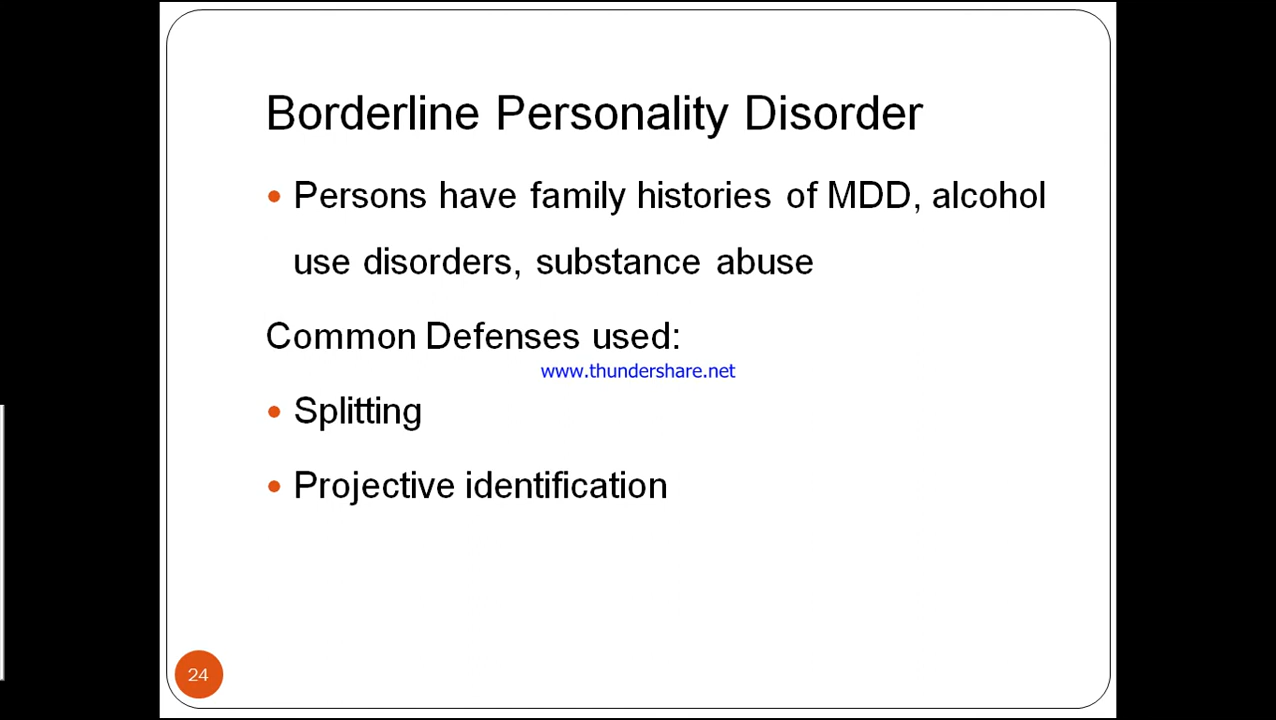 Borderline Personality Disorder
• Persons have family histories of MDD, alcohol
use disorders, substance abuse
Common Defenses used:
www.thundershare.net
• Splitting
• Projective identification
24